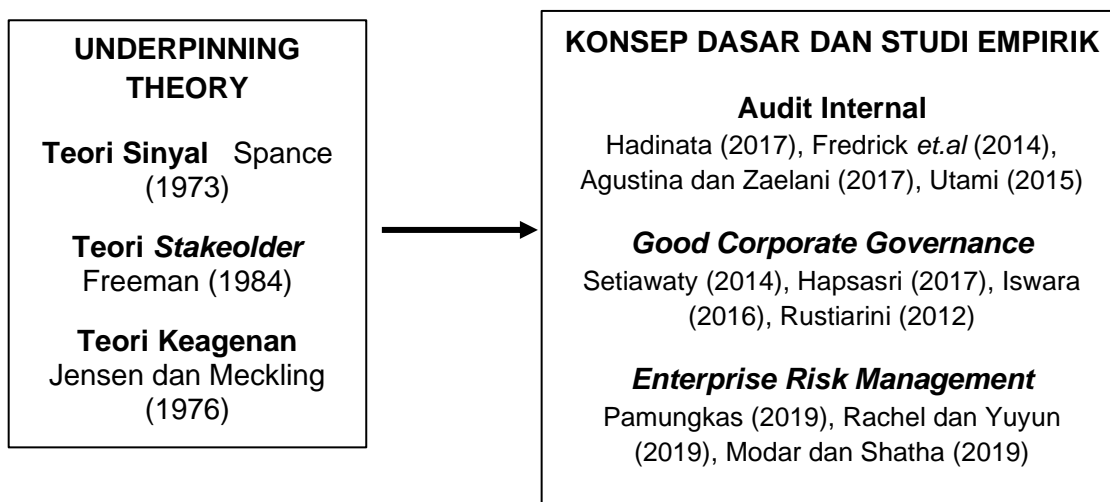 UNDERPINNING
THEORY
Teori Sinyal Spance
(1973)
Teori Stakeolder
Freeman (1984)
Teori Keagenan
Jensen dan Meckling
(1976)
KONSEP DASAR DAN STUDI EMPIRIK
Audit Internal
Hadinata (2017), Fredrick et.al (2014),
Agustina dan Zaelani (2017), Utami (2015)
Good Corporate Governance
Setiawaty (2014), Hapsasri (2017), Iswara
(2016), Rustiarini (2012)
Enterprise Risk Management
Pamungkas (2019), Rachel dan Yuyun
(2019), Modar dan Shatha (2019)